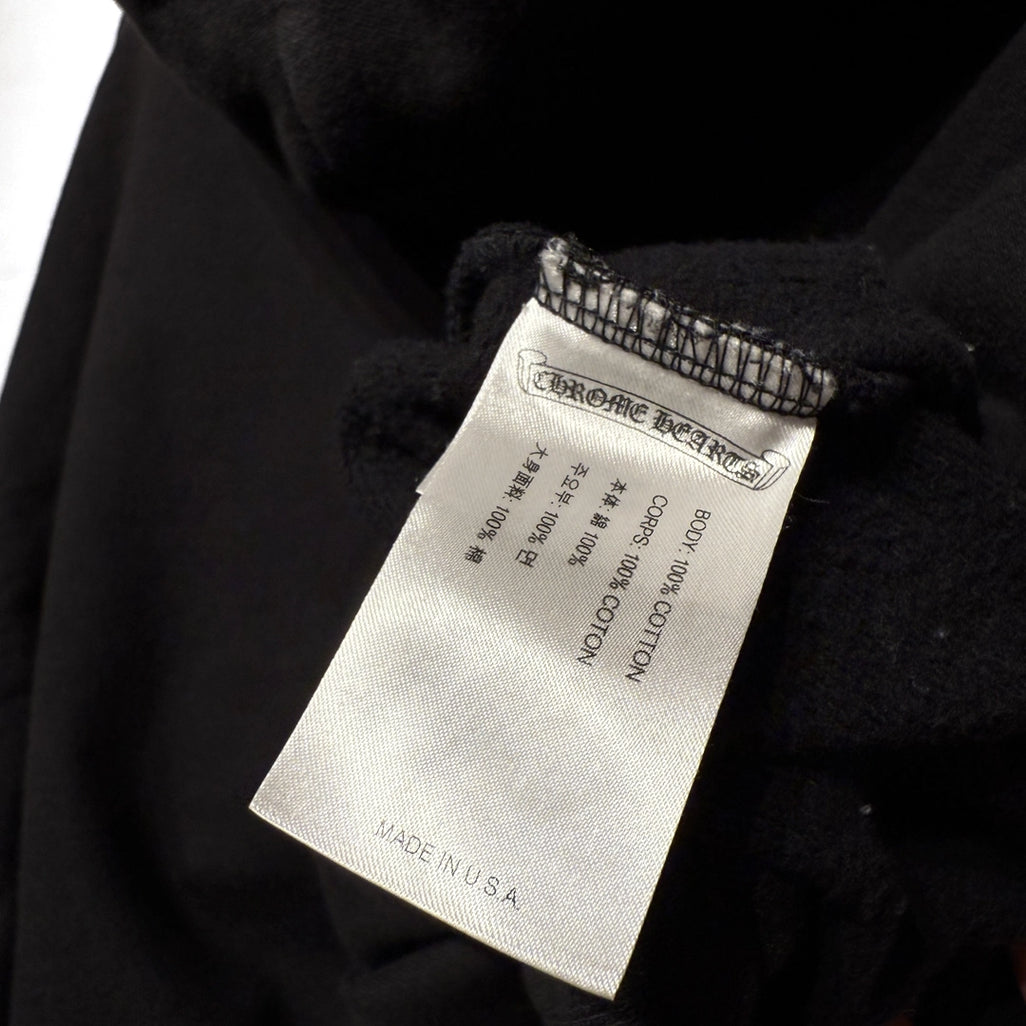 CHROME HEARTS
BODY: 100% COTTON
CORPS: 100% COTON
本体: 綿 100%
주요부: 100% 면
大身面料: 100% 棉
MADE IN U.S.A.